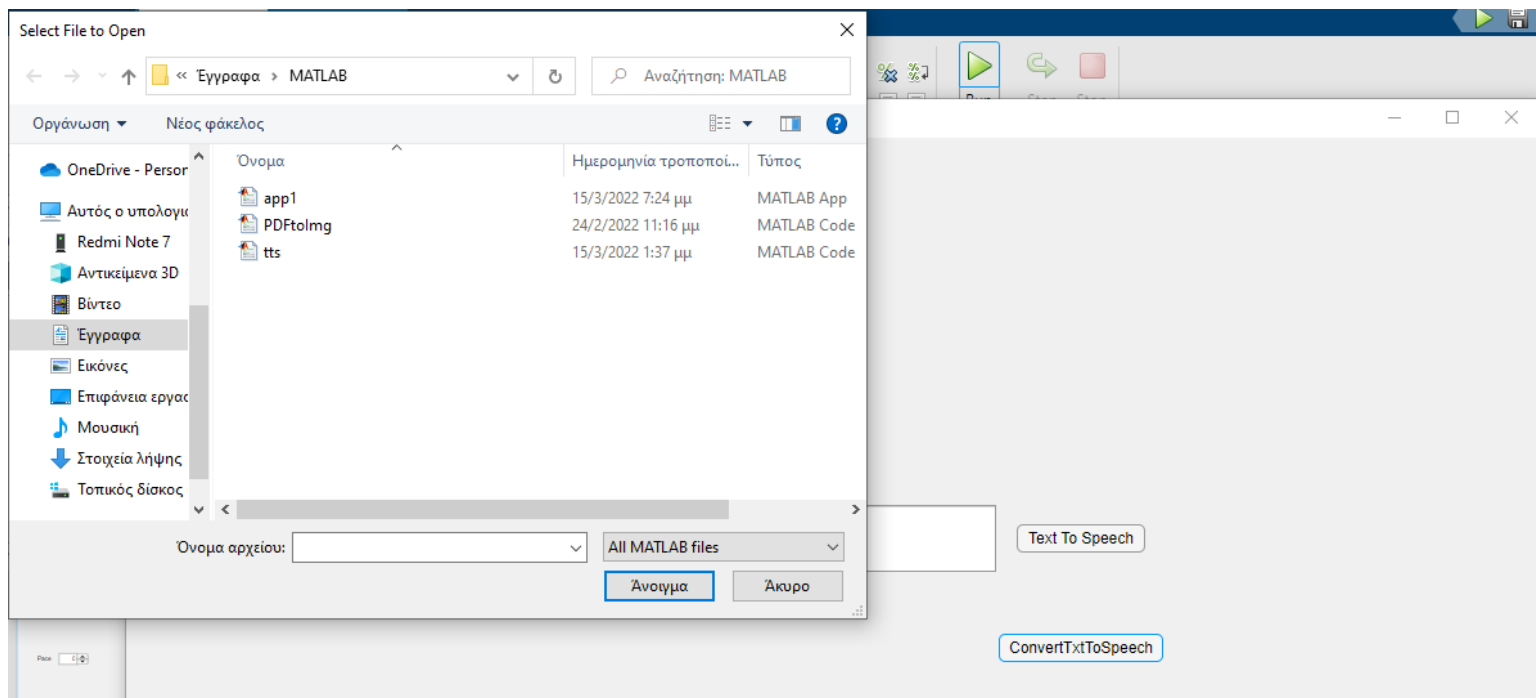 Select File to Open
« Έγγραφα › MATLAB
Αναζήτηση: MATLAB
Οργάνωση
Νέος φάκελος
Όνομα
Ημερομηνία τροποποί...
Τύπος
OneDrive - Person
Αυτός ο υπολογισ
Redmi Note 7
Αντικείμενα 3D
Βίντεο
Έγγραφα
Εικόνες
Επιφάνεια εργασ
Μουσική
Στοιχεία λήψης
Τοπικός δίσκος
app1 15/3/2022 7:24 μμ MATLAB App
PDFtoImg 24/2/2022 11:16 μμ MATLAB Code
tts 15/3/2022 1:37 μμ MATLAB Code
Όνομα αρχείου:
All MATLAB files
Άνοιγμα
Άκυρο
Text To Speech
ConvertTxtToSpeech
Pace